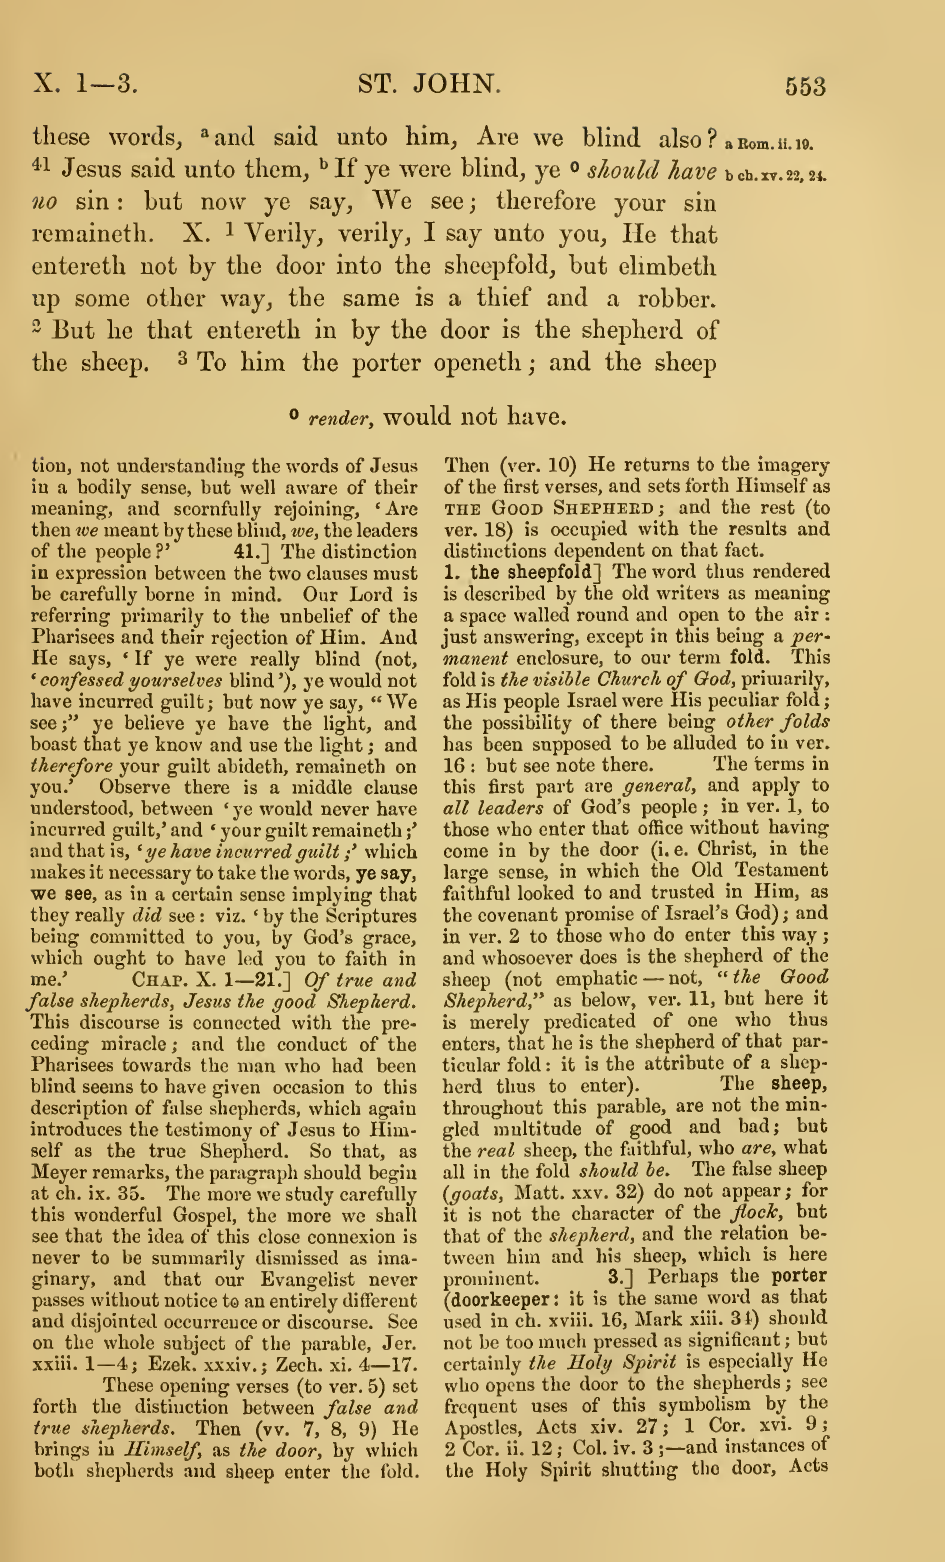 X. 1—3. ST. JOHN. 553
these words, a and said unto him, Are we blind also? a Rom. ii. 19.
41 Jesus said unto them, b If ye were blind, ye o should have b ch. xv. 22, 24.
no sin: but now ye say, We see; therefore your sin
remaineth. X. 1 Verily, verily, I say unto you, He that
entereth not by the door into the sheepfold, but climbeth
up some other way, the same is a thief and a robber.
2 But he that entereth in by the door is the shepherd of
the sheep. 3 To him the porter openeth; and the sheep
o render, would not have.
tion, not understanding the words of Jesus
in a bodily sense, but well aware of their
meaning, and scornfully rejoining, ‘Are
then we meant by these blind, we, the leaders
of the people?’ 41.] The distinction
in expression between the two clauses must
be carefully borne in mind. Our Lord is
referring primarily to the unbelief of the
Pharisees and their rejection of Him. And
He says, ‘If ye were really blind (not,
‘confessed yourselves blind’), ye would not
have incurred guilt; but now ye say, “We
see;” ye believe ye have the light, and
boast that ye know and use the light; and
therefore your guilt abideth, remaineth on
you.’ Observe there is a middle clause
understood, between ‘ye would never have
incurred guilt,’ and ‘your guilt remaineth;’
and that is, ‘ye have incurred guilt;’ which
makes it necessary to take the words, ye say,
we see, as in a certain sense implying that
they really did see: viz. ‘by the Scriptures
being committed to you, by God's grace,
which ought to have led you to faith in
me.’ CHAP. X. 1—21.] Of true and
false shepherds, Jesus the good Shepherd.
This discourse is connected with the pre-
ceding miracle; and the conduct of the
Pharisees towards the man who had been
blind seems to have given occasion to this
description of false shepherds, which again
introduces the testimony of Jesus to Him-
self as the true Shepherd. So that, as
Meyer remarks, the paragraph should begin
at ch. ix. 35. The more we study carefully
this wonderful Gospel, the more we shall
see that the idea of this close connexion is
never to be summarily dismissed as ima-
ginary, and that our Evangelist never
passes without notice to an entirely different
and disjointed occurrence or discourse. See
on the whole subject of the parable, Jer.
xxiii. 1—4; Ezek. xxxiv.; Zech. xi. 4—17.
These opening verses (to ver. 5) set
forth the distinction between false and
true shepherds. Then (vv. 7, 8, 9) He
brings in Himself, as the door, by which
both shepherds and sheep enter the fold.
Then (ver. 10) He returns to the imagery
of the first verses, and sets forth Himself as
THE GOOD SHEPHERD; and the rest (to
ver. 18) is occupied with the results and
distinctions dependent on that fact.
1. the sheepfold] The word thus rendered
is described by the old writers as meaning
a space walled round and open to the air:
just answering, except in this being a per-
manent enclosure, to our term fold. This
fold is the visible Church of God, primarily,
as His people Israel were His peculiar fold;
the possibility of there being other folds
has been supposed to be alluded to in ver.
16: but see note there. The terms in
this first part are general, and apply to
all leaders of God's people; in ver. 1, to
those who enter that office without having
come in by the door (i. e. Christ, in the
large sense, in which the Old Testament
faithful looked to and trusted in Him, as
the covenant promise of Israel's God); and
in ver. 2 to those who do enter this way;
and whosoever does is the shepherd of the
sheep (not emphatic—not, “the Good
Shepherd,” as below, ver. 11, but here it
is merely predicated of one who thus
enters, that he is the shepherd of that par-
ticular fold: it is the attribute of a shep-
herd thus to enter). The sheep,
throughout this parable, are not the min-
gled multitude of good and bad; but
the real sheep, the faithful, who are, what
all in the fold should be. The false sheep
(goats, Matt. xxv. 32) do not appear; for
it is not the character of the flock, but
that of the shepherd, and the relation be-
tween him and his sheep, which is here
prominent. 3.] Perhaps the porter
(doorkeeper: it is the same word as that
used in ch. xviii. 16, Mark xiii. 34) should
not be too much pressed as significant; but
certainly the Holy Spirit is especially He
who opens the door to the shepherds; see
frequent uses of this symbolism by the
Apostles, Acts xiv. 27; 1 Cor. xvi. 9;
2 Cor. ii. 12; Col. iv. 3;—and instances of
the Holy Spirit shutting the door, Acts